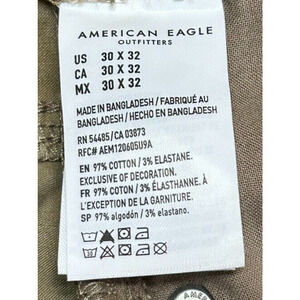 AMERICAN EAGLE
OUTFITTERS
US 30 X 32
CA 30 X 32
MX 30 X 32
MADE IN BANGLADESH / FABRIQUÉ AU
BANGLADESH / HECHO EN BANGLADESH
RN 54485/CA 03873
RFC# AEM120605U9A
EN 97% COTTON / 3% ELASTANE.
EXCLUSIVE OF DECORATION.
FR 97% COTON / 3% ÉLASTHANNE. À
L'EXCEPTION DE LA GARNITURE.
SP 97% algodón / 3% elastano.
AMERI